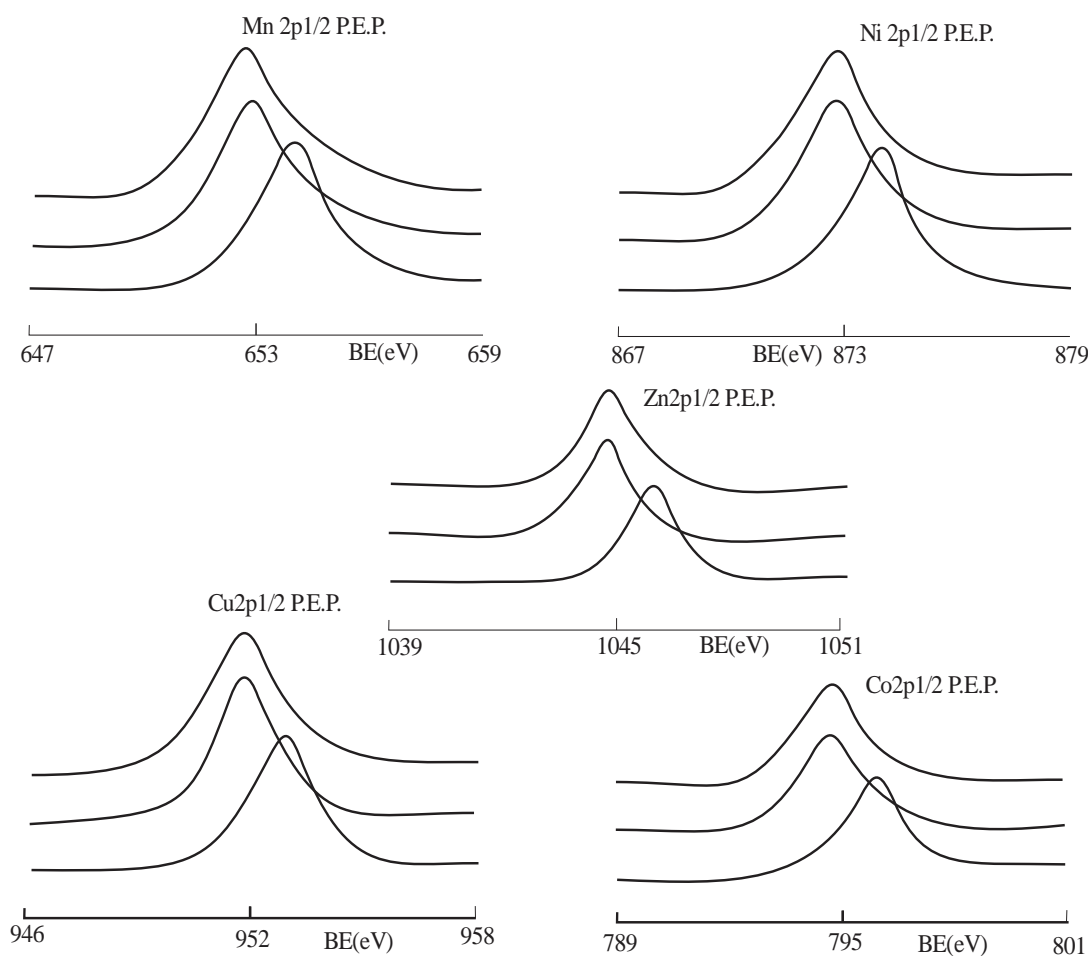 Mn 2p1/2 P.E.P.
647 653 BE(eV) 659
Ni 2p1/2 P.E.P.
867 BE(eV) 873 879
Zn2p1/2 P.E.P.
1039 1045 BE(eV) 1051
Cu2p1/2 P.E.P.
946 952 BE(eV) 958
Co2p1/2 P.E.P.
789 795 BE(eV) 801